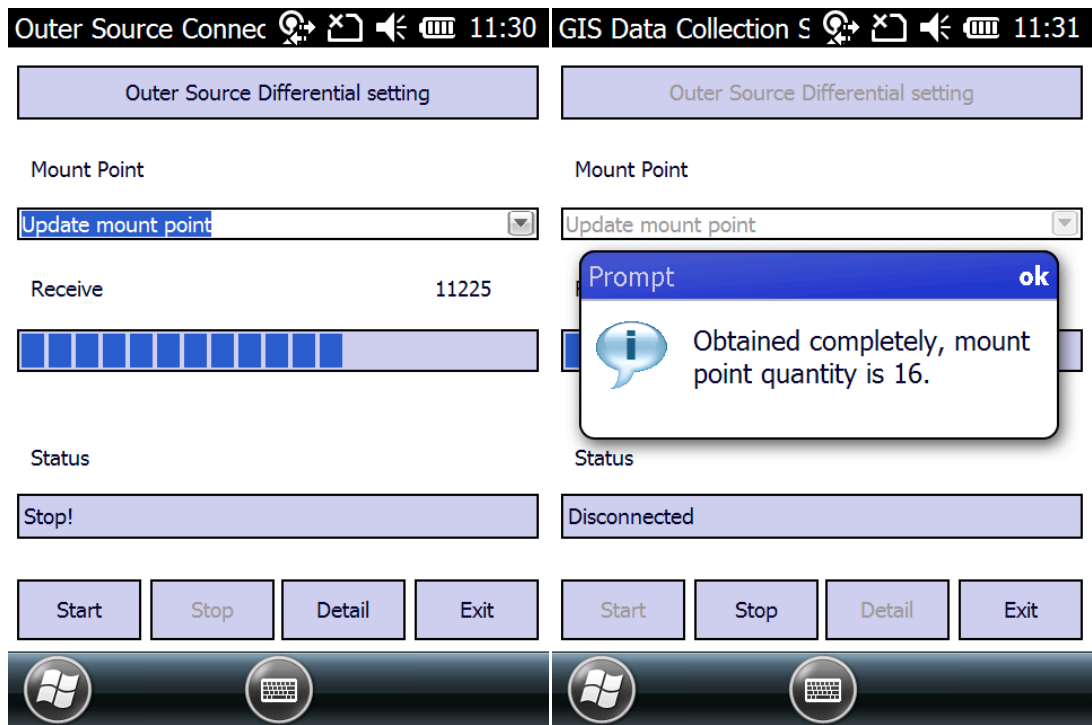 Outer Source Connec 11:30
Outer Source Differential setting
Mount Point
Update mount point
Receive 11225
Status
Stop!
Start Stop Detail Exit
GIS Data Collection S 11:31
Outer Source Differential setting
Mount Point
Update mount point
Prompt ok
Obtained completely, mount
point quantity is 16.
Status
Disconnected
Start Stop Detail Exit